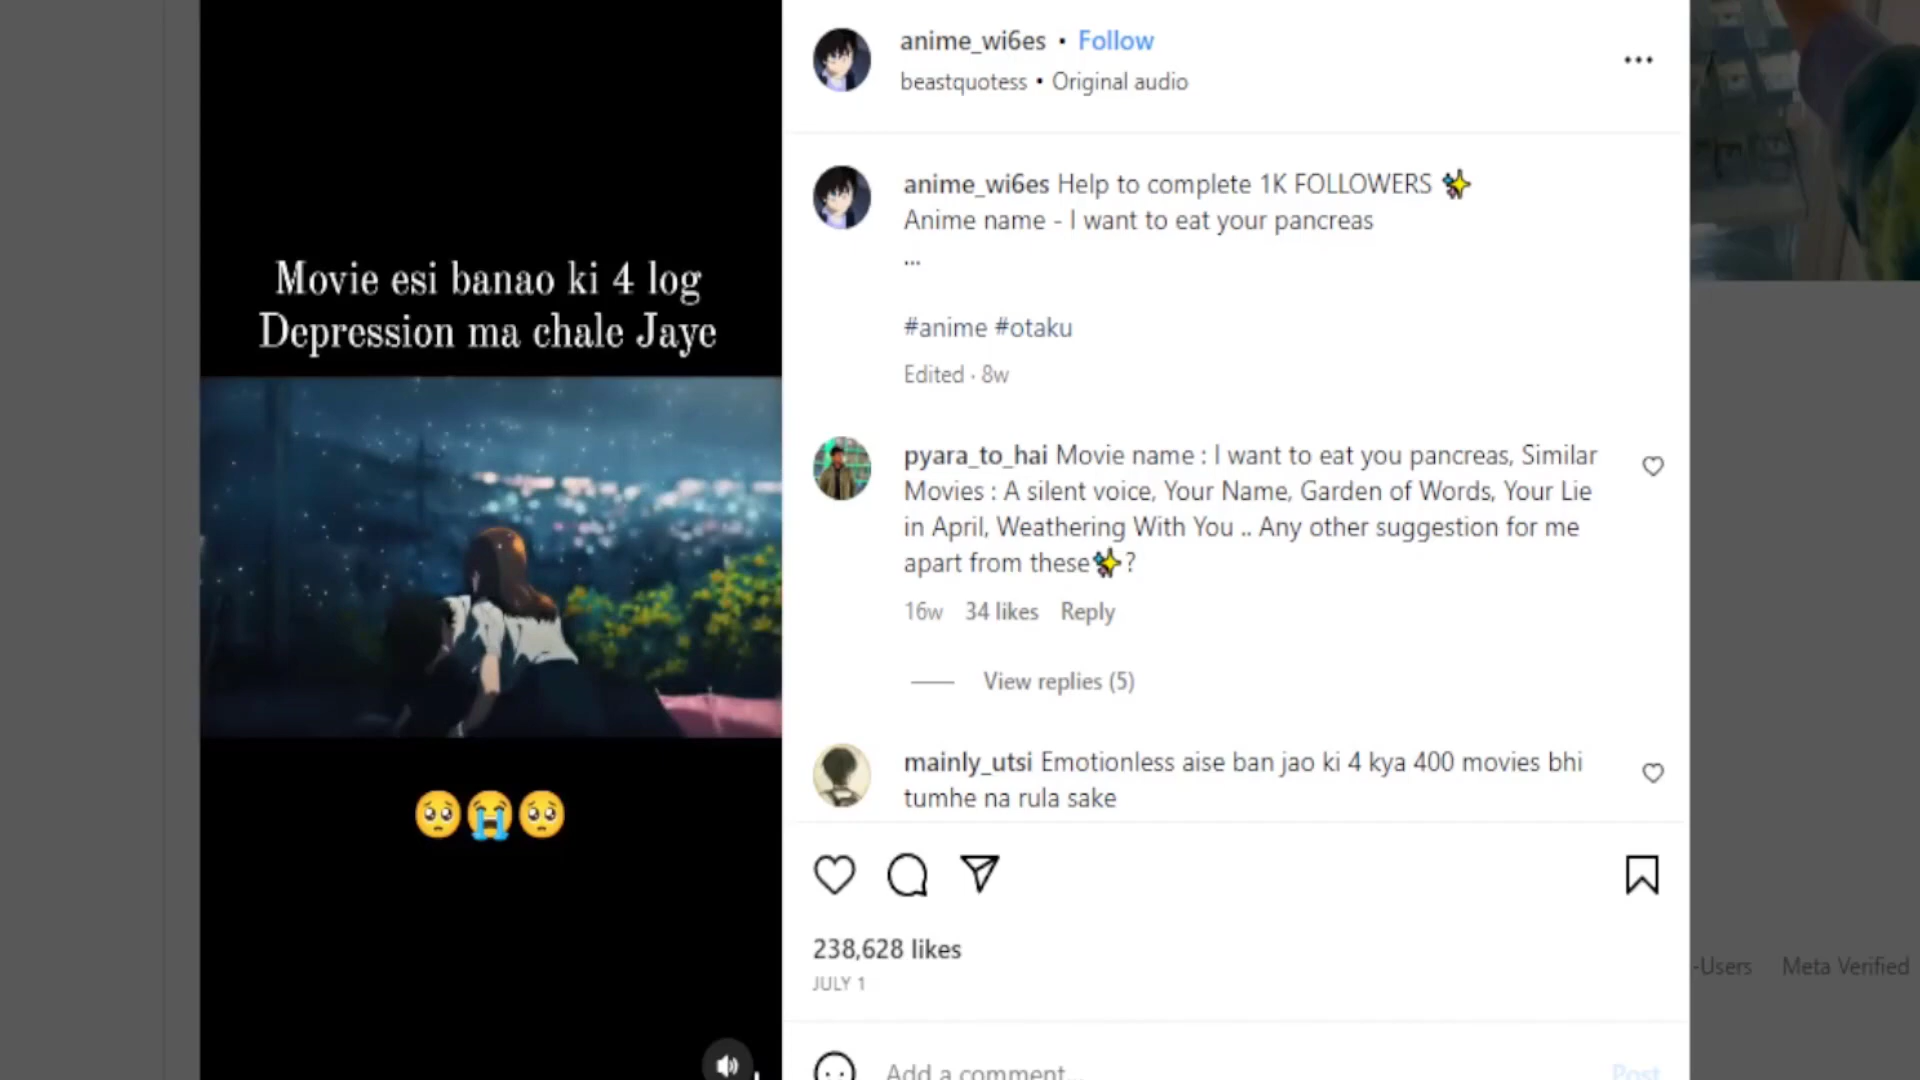 Movie esi banao ki 4 log
Depression ma chale Jaye
🥺😭🥺
anime_wi6es • Follow
beastquotess • Original audio
anime_wi6es Help to complete 1K FOLLOWERS ✨
Anime name - I want to eat your pancreas
...
#anime #otaku
Edited · 8w
pyara_to_hai Movie name : I want to eat you pancreas, Similar
Movies : A silent voice, Your Name, Garden of Words, Your Lie
in April, Weathering With You .. Any other suggestion for me
apart from these✨?
16w 34 likes Reply
View replies (5)
mainly_utsi Emotionless aise ban jao ki 4 kya 400 movies bhi
tumhe na rula sake
238,628 likes
JULY 1
Add a comment...
Post
-Users Meta Verified